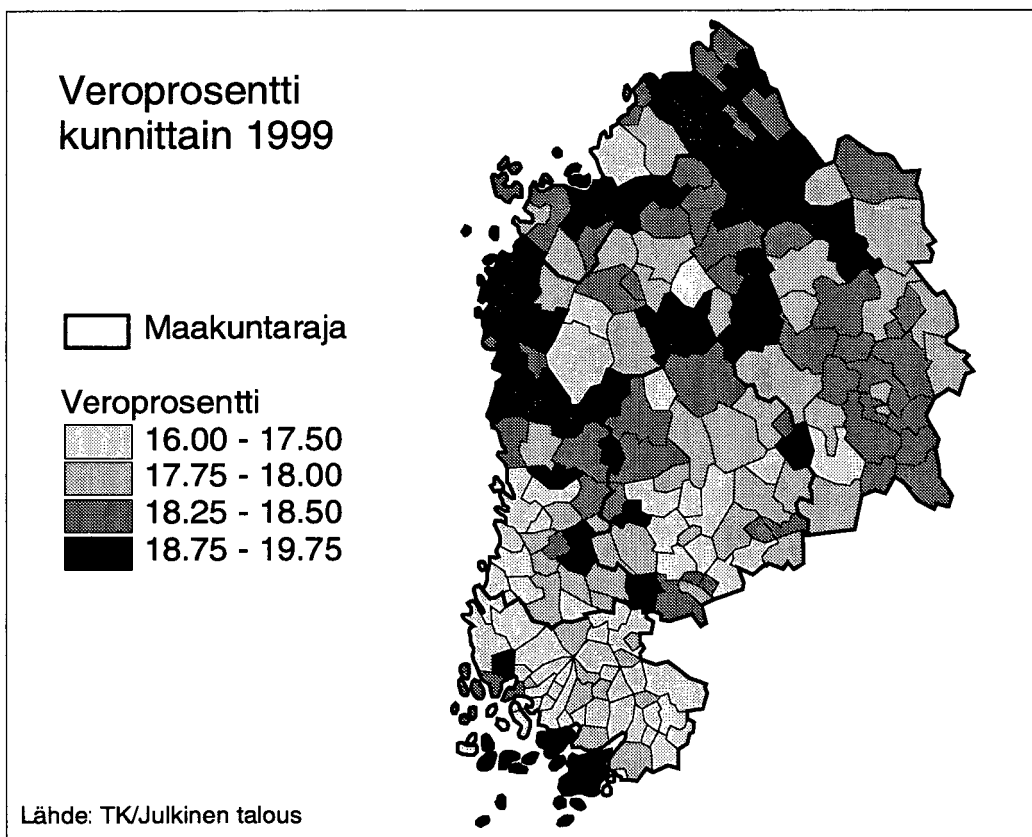 Veroprosentti
kunnittain 1999
Maakuntaraja
Veroprosentti
16.00 - 17.50
17.75 - 18.00
18.25 - 18.50
18.75 - 19.75
Lähde: TK/Julkinen talous